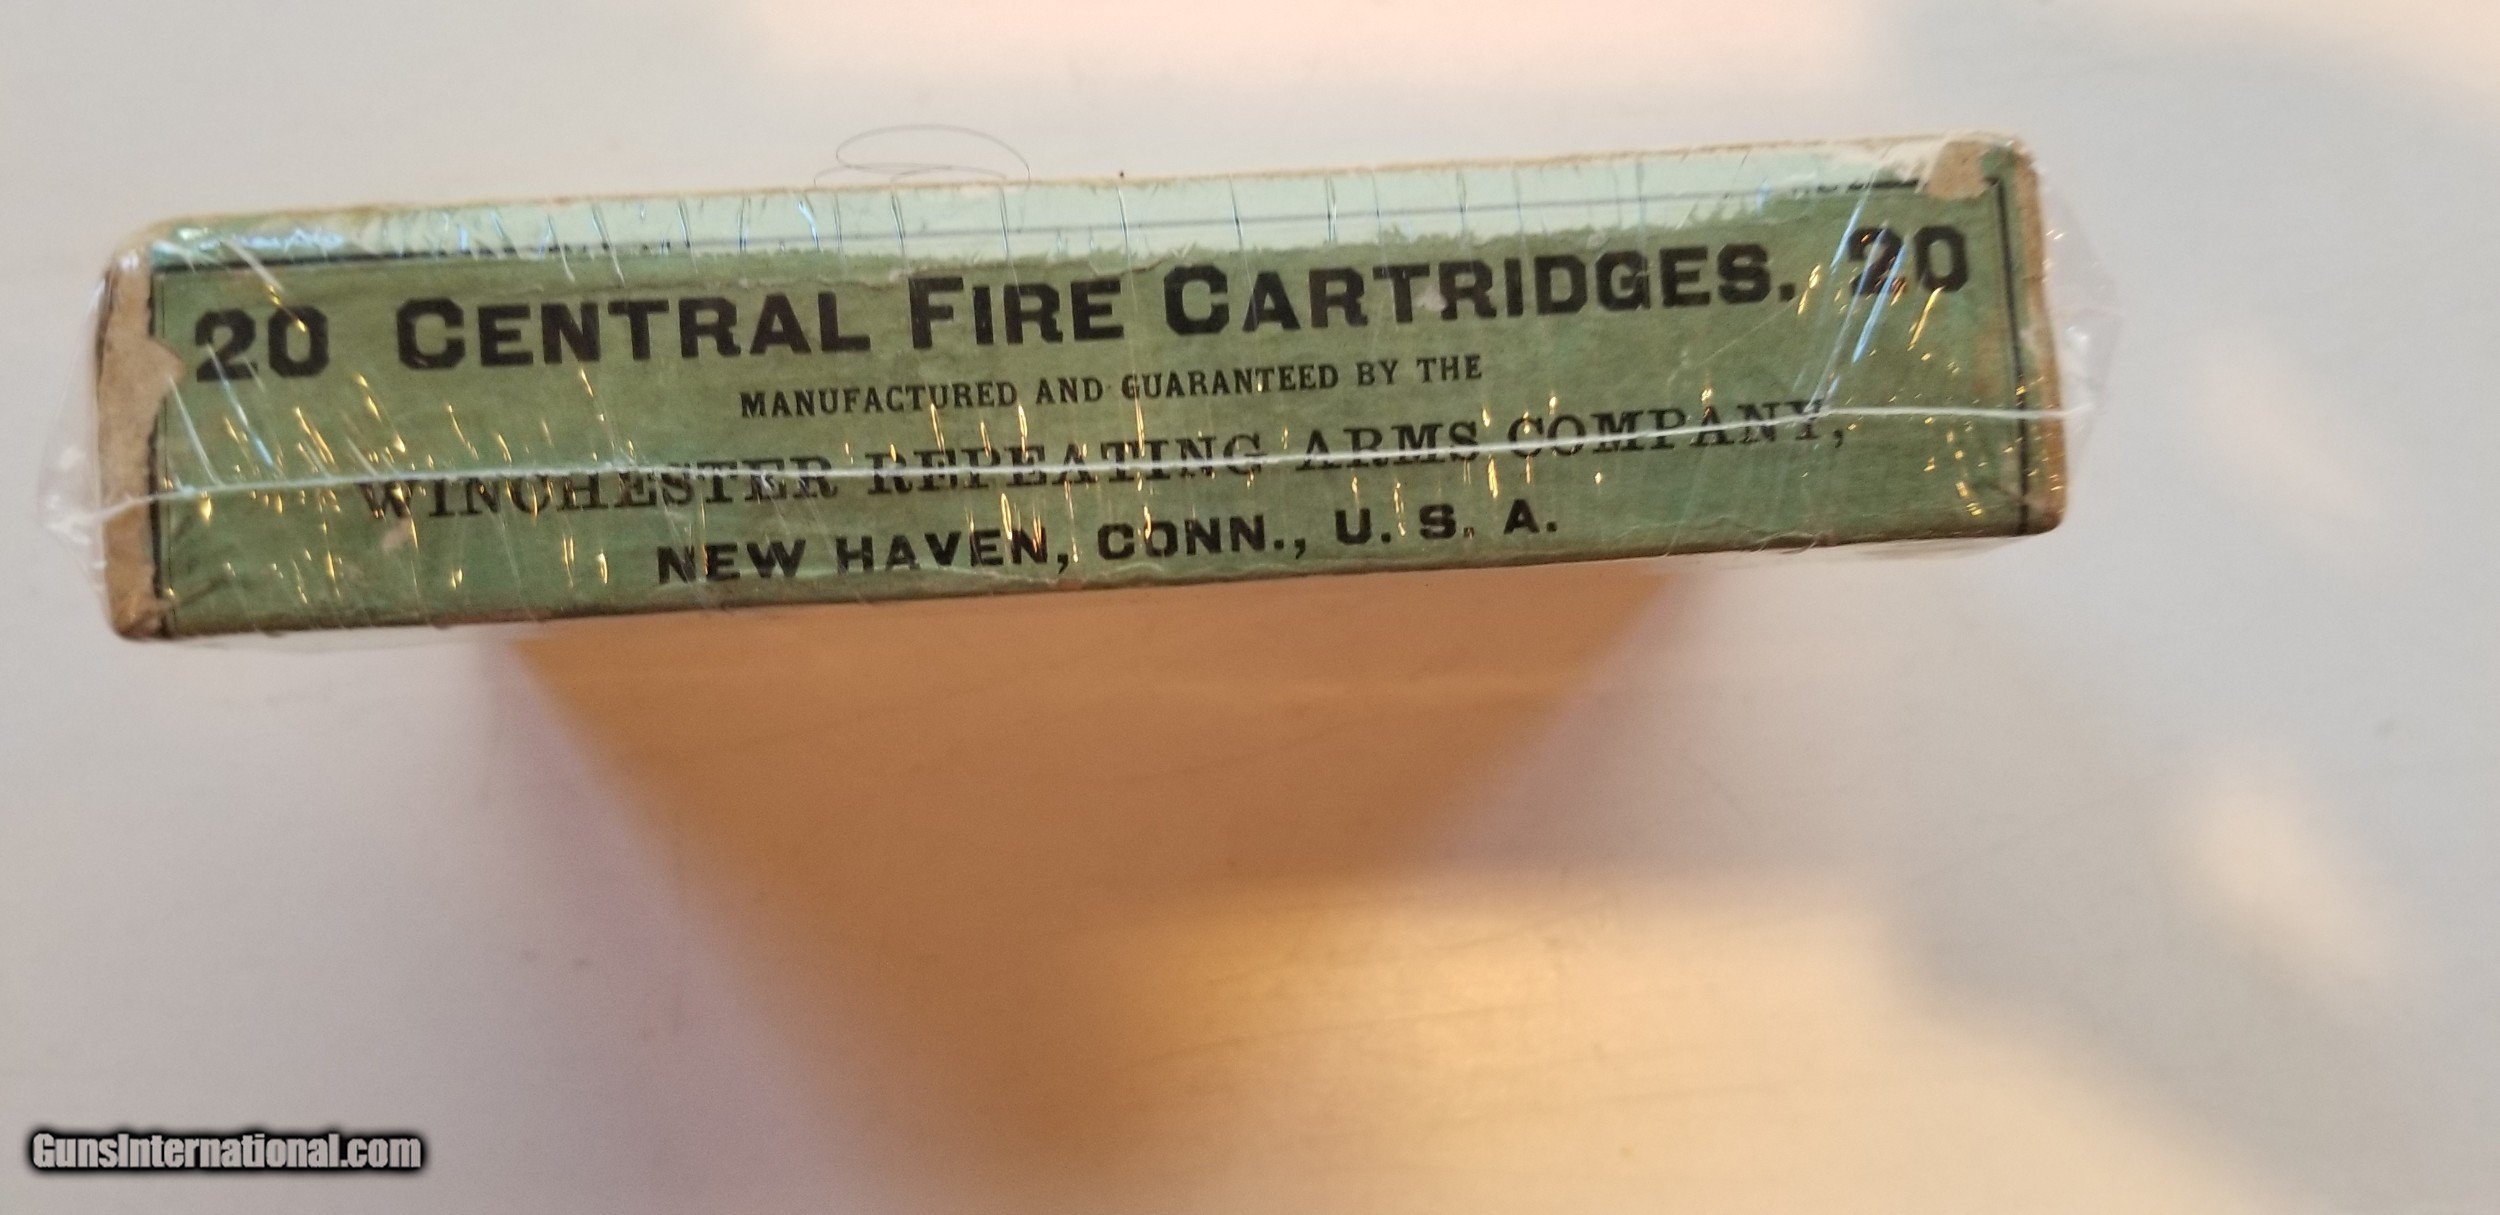 20 CENTRAL FIRE CARTRIDGES. 20
MANUFACTURED AND GUARANTEED BY THE
WINCHESTER REPEATING ARMS COMPANY,
NEW HAVEN, CONN., U. S. A.
GunsInternational.com